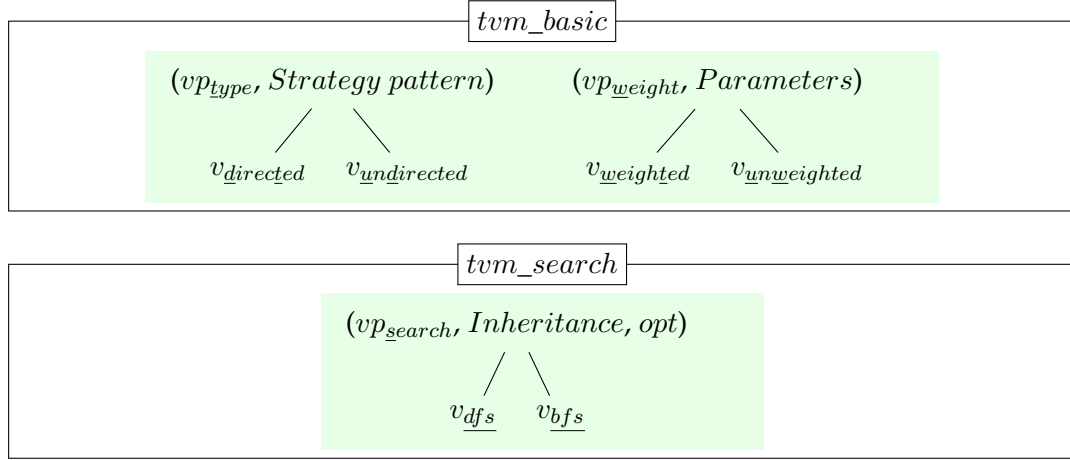 tvm_basic
(vp_type, Strategy pattern) (vp_weight, Parameters)
v_directed v_undirected v_weighted v_unweighted
tvm_search
(vp_search, Inheritance, opt)
v_dfs v_bfs